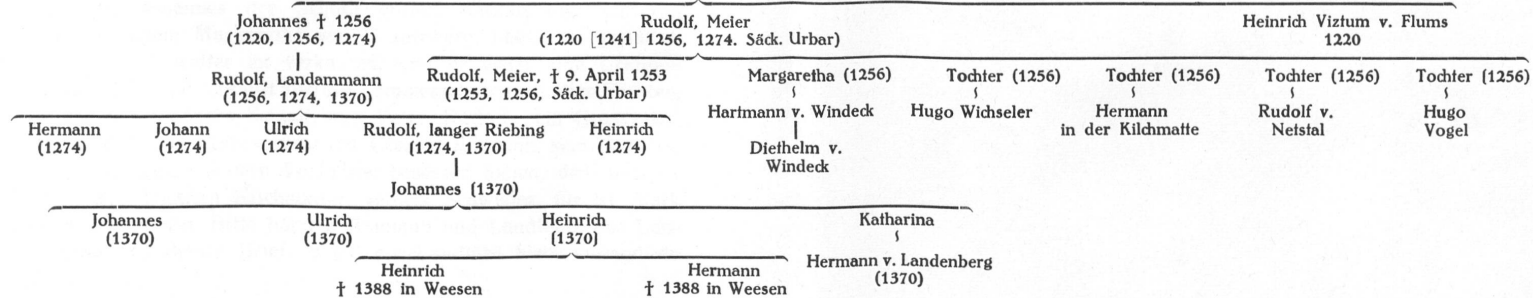 Johannes † 1256
(1220, 1256, 1274)
Rudolf, Meier
(1220 [1241] 1256, 1274. Säck. Urbar)
Heinrich Viztum v. Flums
1220
Rudolf, Landammann
(1256, 1274, 1370)
Rudolf, Meier, † 9. April 1253
(1253, 1256, Säck. Urbar)
Margaretha (1256)
Hartmann v. Windeck
Diethelm v.
Windeck
Tochter (1256)
Hugo Wichseler
Tochter (1256)
Hermann
in der Kilchmatte
Tochter (1256)
Rudolf v.
Netstal
Tochter (1256)
Hugo
Vogel
Hermann
(1274)
Johann
(1274)
Ulrich
(1274)
Rudolf, langer Riebing
(1274, 1370)
Heinrich
(1274)
Johannes (1370)
Johannes
(1370)
Ulrich
(1370)
Heinrich
(1370)
Katharina
Hermann v. Landenberg
(1370)
Heinrich
† 1388 in Weesen
Hermann
† 1388 in Weesen